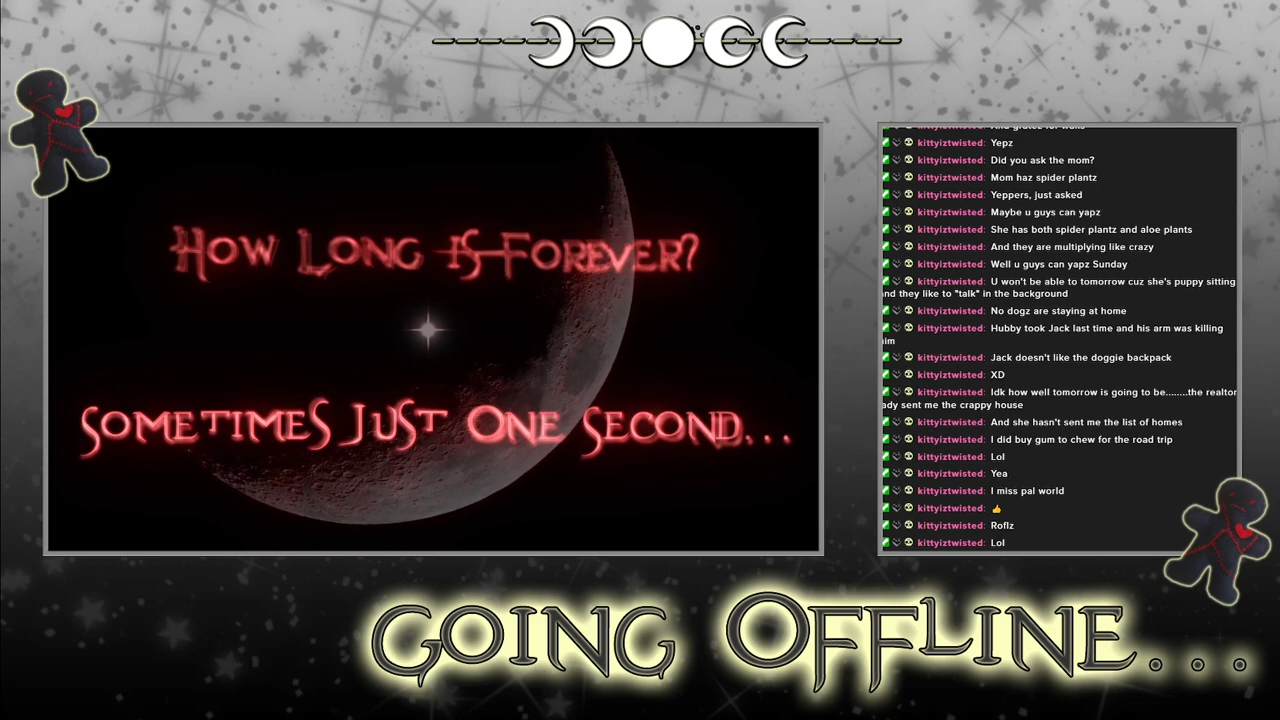 How Long is Forever?
Sometimes Just One Second...
kittyiztwisted: Yepz
kittyiztwisted: Did you ask the mom?
kittyiztwisted: Mom haz spider plantz
kittyiztwisted: Yeppers, just asked
kittyiztwisted: Maybe u guys can yapz
kittyiztwisted: She has both spider plantz and aloe plants
kittyiztwisted: And they are multiplying like crazy
kittyiztwisted: Well u guys can yapz Sunday
kittyiztwisted: U won't be able to tomorrow cuz she's puppy sitting
nd they like to "talk" in the background
kittyiztwisted: No dogz are staying at home
kittyiztwisted: Hubby took Jack last time and his arm was killing
im
kittyiztwisted: Jack doesn't like the doggie backpack
kittyiztwisted: XD
kittyiztwisted: Idk how well tomorrow is going to be........the realtor
ady sent me the crappy house
kittyiztwisted: And she hasn't sent me the list of homes
kittyiztwisted: I did buy gum to chew for the road trip
kittyiztwisted: Lol
kittyiztwisted: Yea
kittyiztwisted: I miss pal world
kittyiztwisted: 👍
kittyiztwisted: Roflz
kittyiztwisted: Lol
Going Offline...